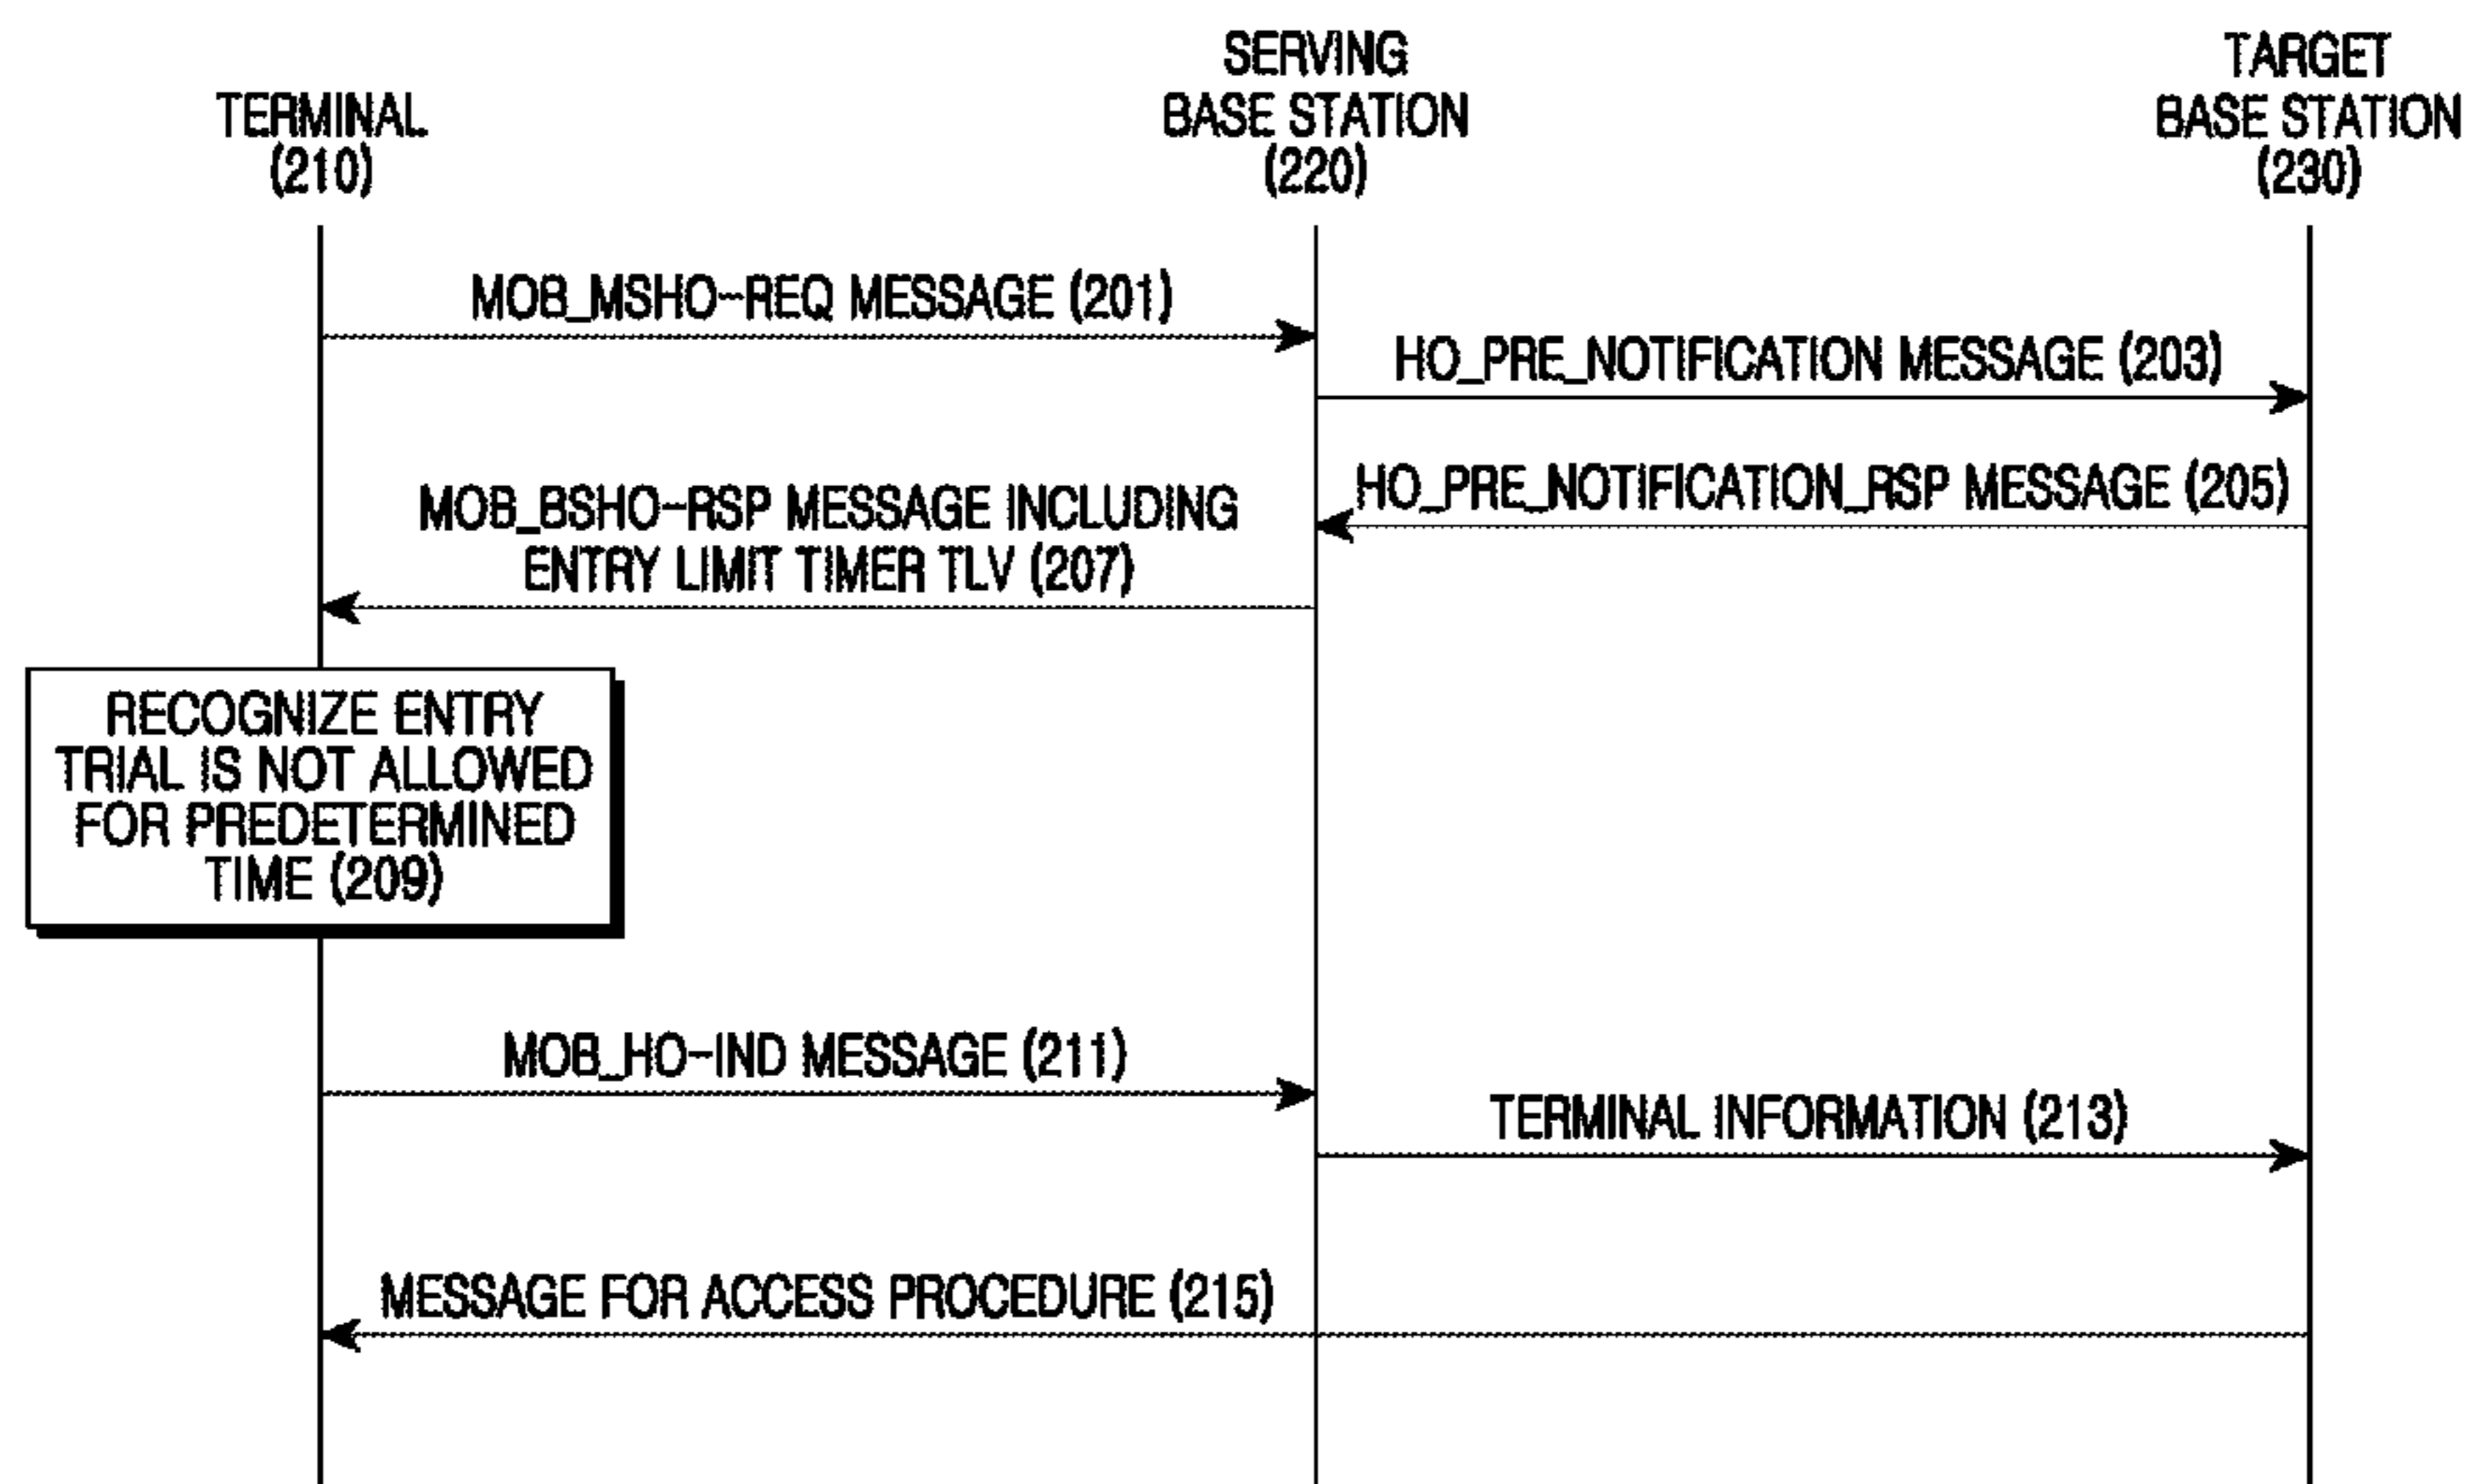 TERMINAL
(210)
SERVING
BASE STATION
(220)
TARGET
BASE STATION
(230)
MOB_MSHO-REQ MESSAGE (201)
HO_PRE_NOTIFICATION MESSAGE (203)
HO_PRE_NOTIFICATION_RSP MESSAGE (205)
MOB_BSHO-RSP MESSAGE INCLUDING
ENTRY LIMIT TIMER TLV (207)
RECOGNIZE ENTRY
TRIAL IS NOT ALLOWED
FOR PREDETERMINED
TIME (209)
MOB_HO-IND MESSAGE (211)
TERMINAL INFORMATION (213)
MESSAGE FOR ACCESS PROCEDURE (215)